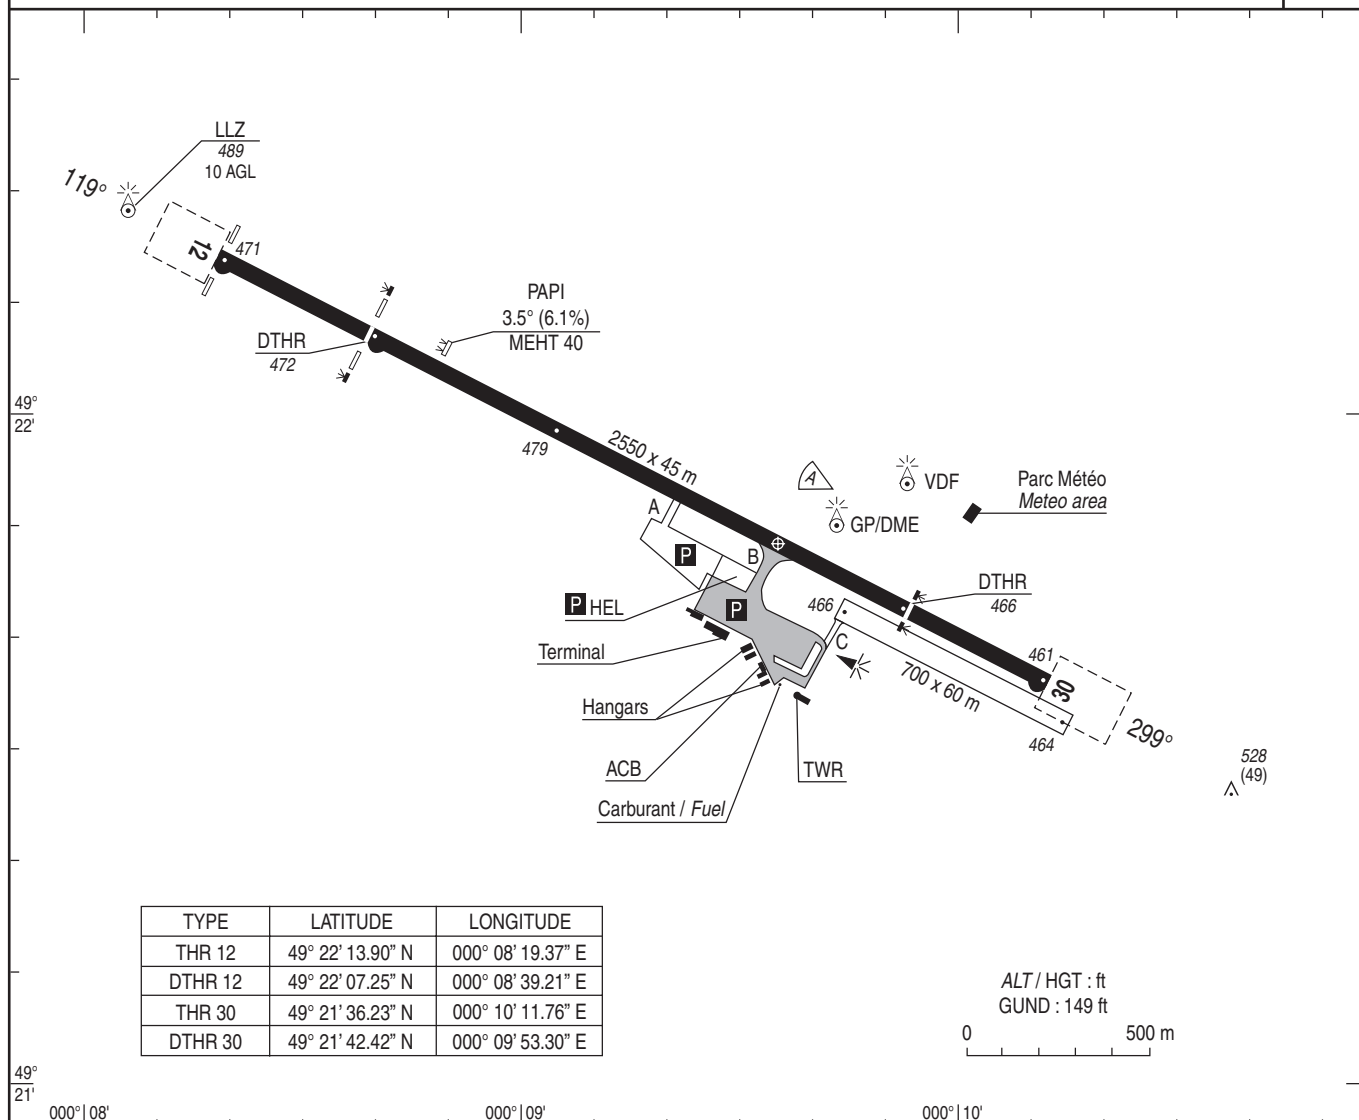 LLZ
489
10 AGL
119°
12
471
PAPI
3.5° (6.1%)
MEHT 40
DTHR
472
49°
22'
479
2550 x 45 m
A
VDF
Parc Météo
Meteo area
A
GP/DME
P
B
DTHR
466
P HEL
P
466
C
Terminal
461
30
700 x 60 m
Hangars
299°
464
528
(49)
ACB
TWR
Carburant / Fuel
TYPE LATITUDE LONGITUDE
THR 12 49° 22' 13.90” N 000° 08' 19.37” E
DTHR 12 49° 22' 07.25” N 000° 08' 39.21” E
THR 30 49° 21' 36.23” N 000° 10' 11.76” E
DTHR 30 49° 21' 42.42” N 000° 09' 53.30” E
ALT / HGT : ft
GUND : 149 ft
0 500 m
49°
21'
000° 08' 000° 09' 000° 10'